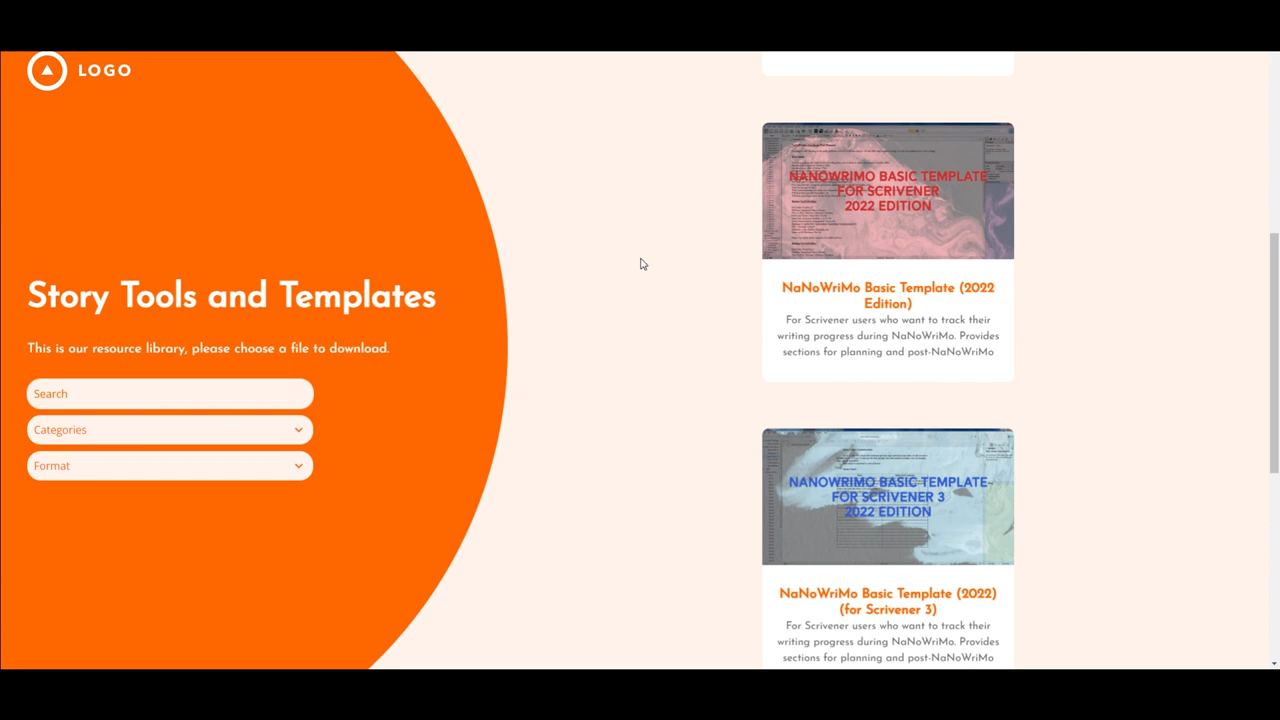 LOGO
Story Tools and Templates
This is our resource library, please choose a file to download.
Search
Categories
Format
NANOWRIMO BASIC TEMPLATE
FOR SCRIVENER
2022 EDITION
NaNoWriMo Basic Template (2022
Edition)
For Scrivener users who want to track their
writing progress during NaNoWriMo. Provides
sections for planning and post-NaNoWriMo
NANOWRIMO BASIC TEMPLATE
FOR SCRIVENER 3
2022 EDITION
NaNoWriMo Basic Template (2022)
(for Scrivener 3)
For Scrivener users who want to track their
writing progress during NaNoWriMo. Provides
sections for planning and post-NaNoWriMo